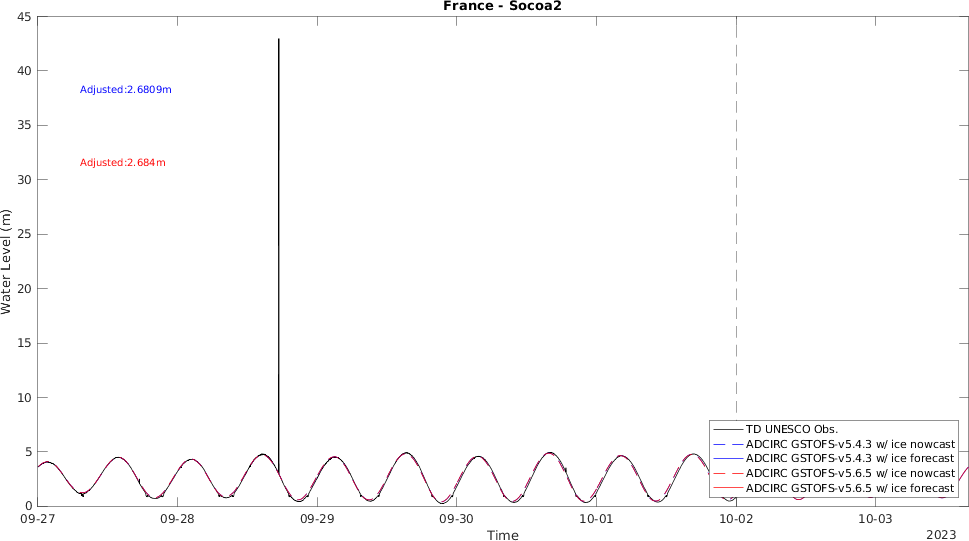 France - Socoa2
45
40
35
30
25
20
15
10
5
0
Water Level (m)
Adjusted:2.6809m
Adjusted:2.684m
TD UNESCO Obs.
ADCIRC GSTOFS-v5.4.3 w/ ice nowcast
ADCIRC GSTOFS-v5.4.3 w/ ice forecast
ADCIRC GSTOFS-v5.6.5 w/ ice nowcast
ADCIRC GSTOFS-v5.6.5 w/ ice forecast
09-27 09-28 09-29 09-30 10-01 10-02 10-03
Time
2023